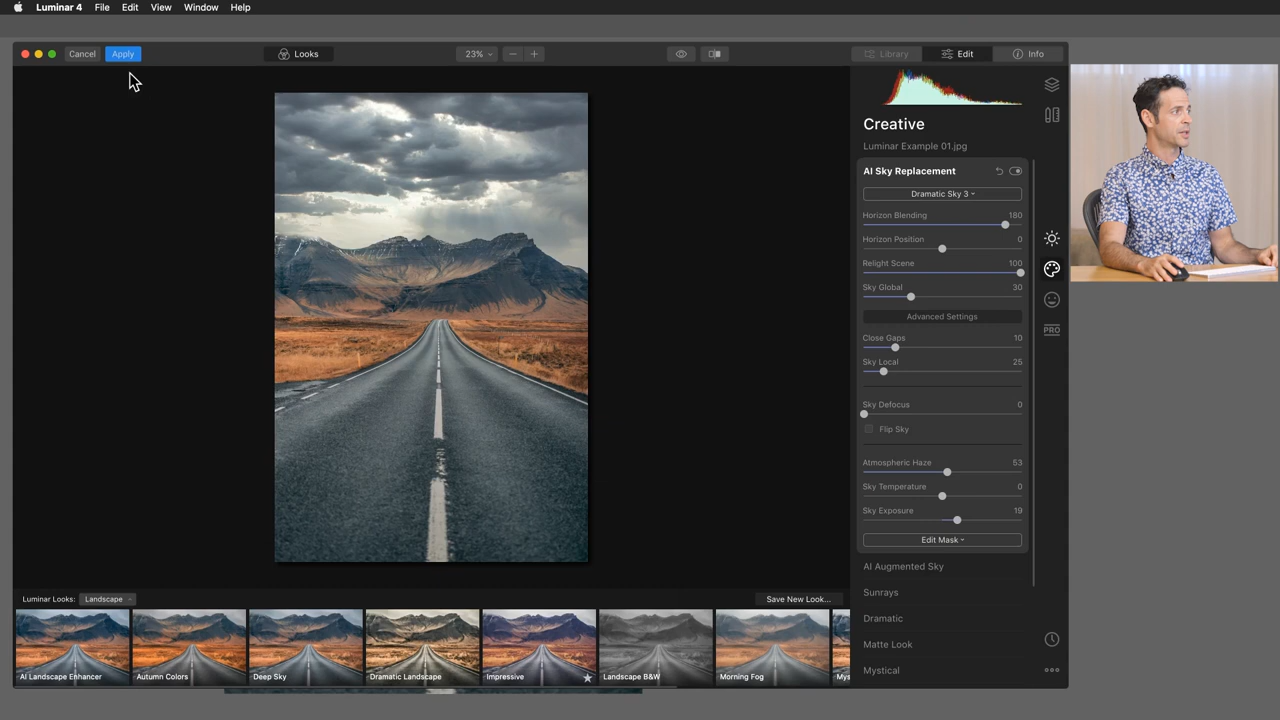 Luminar 4 File Edit View Window Help
Cancel Apply Looks 23% Library Edit Info
Creative
Luminar Example 01.jpg
AI Sky Replacement
Dramatic Sky 3
Horizon Blending 180
Horizon Position 0
Relight Scene 100
Sky Global 30
Advanced Settings
Close Gaps 10
Sky Local 25
Sky Defocus 0
Flip Sky
Atmospheric Haze 53
Sky Temperature 0
Sky Exposure 19
Edit Mask
AI Augmented Sky
Sunrays
Dramatic
Matte Look
Mystical
PRO
Luminar Looks: Landscape Save New Look...
AI Landscape Enhancer Autumn Colors Deep Sky Dramatic Landscape Impressive Landscape B&W Morning Fog Mys